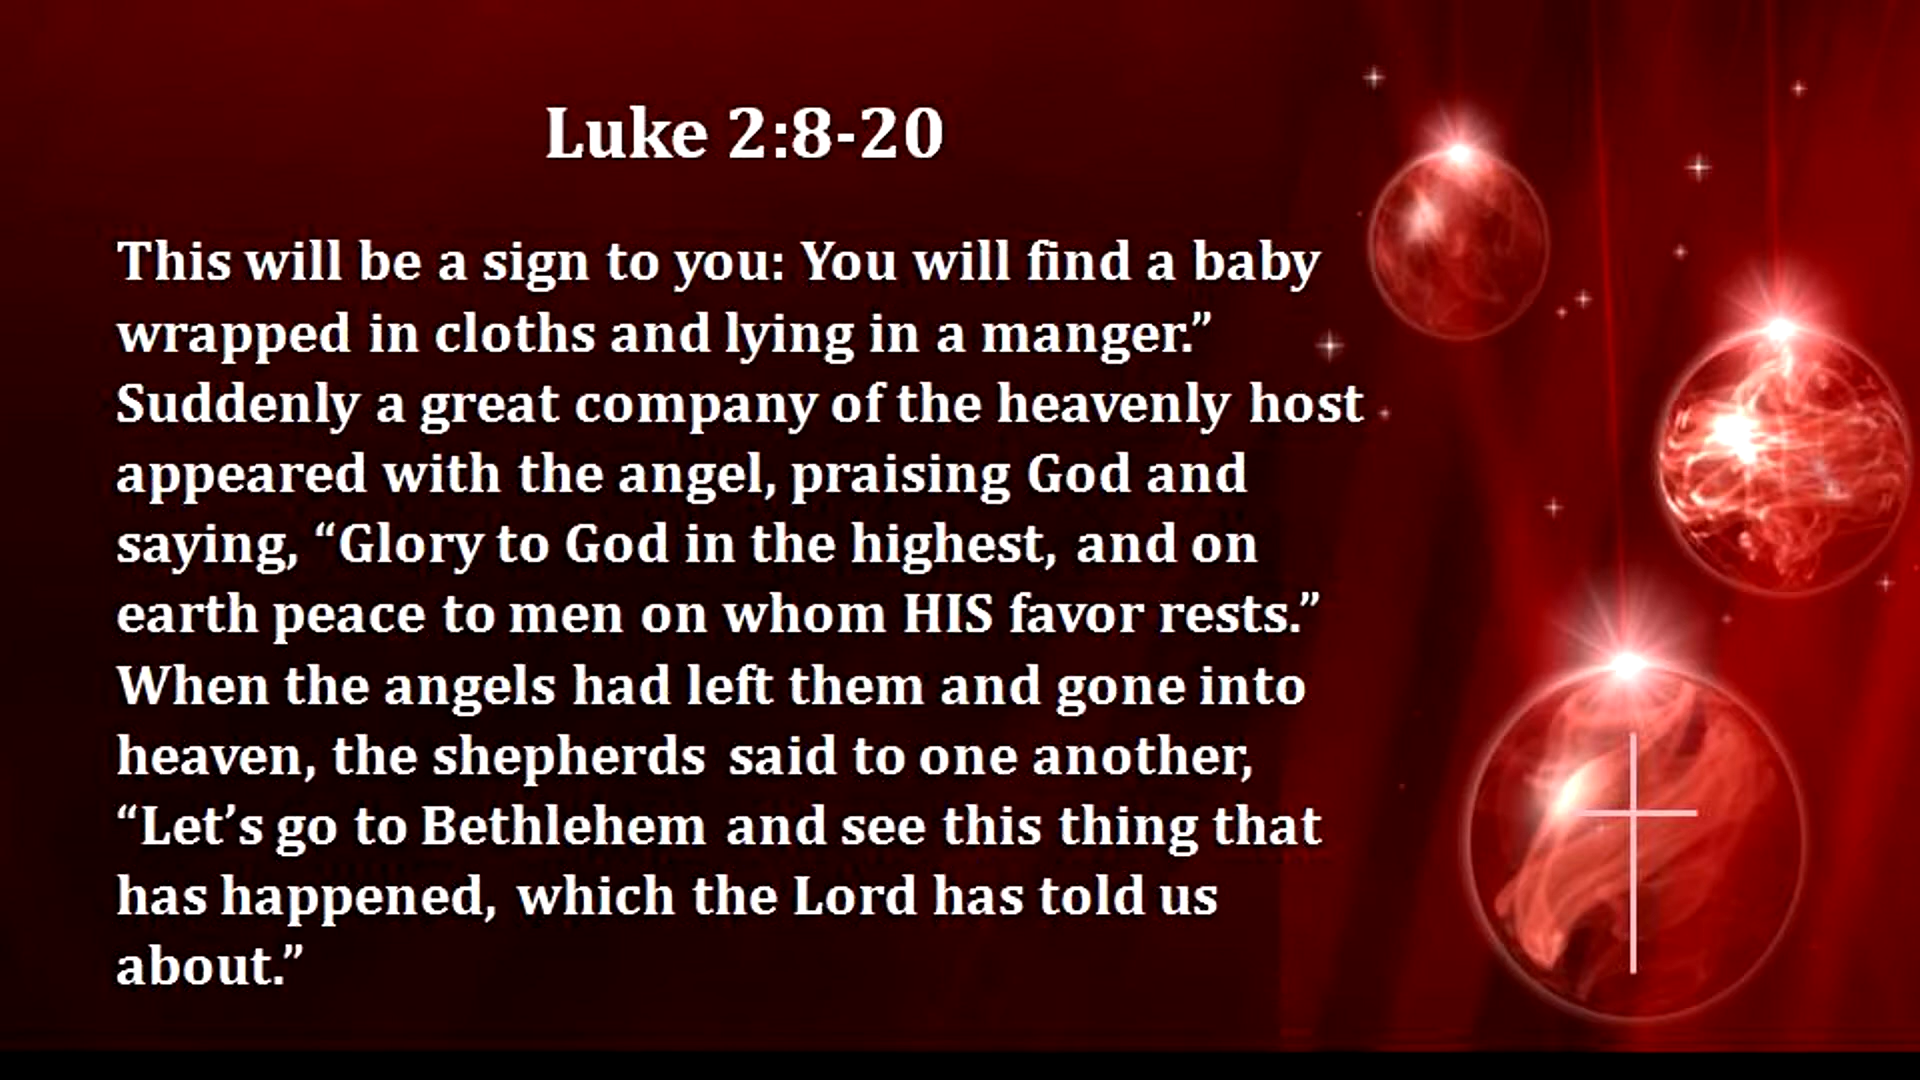 Luke 2:8-20
This will be a sign to you: You will find a baby
wrapped in cloths and lying in a manger.”
Suddenly a great company of the heavenly host
appeared with the angel, praising God and
saying, “Glory to God in the highest, and on
earth peace to men on whom HIS favor rests.”
When the angels had left them and gone into
heaven, the shepherds said to one another,
“Let’s go to Bethlehem and see this thing that
has happened, which the Lord has told us
about.”